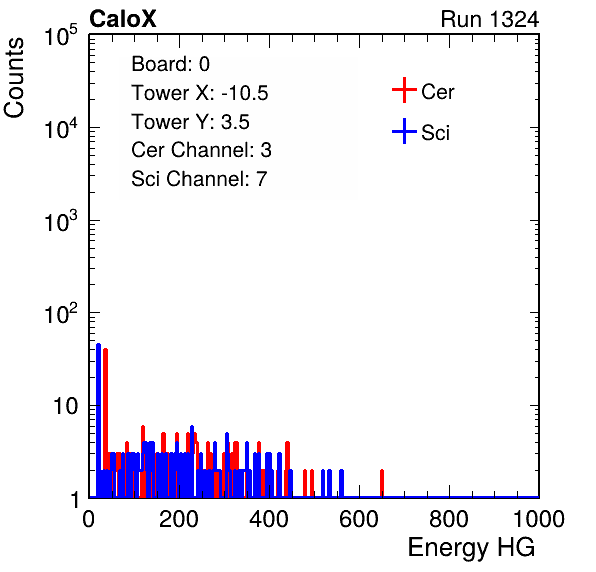 CaloX Run 1324
Counts
10^5
10^4
10^3
10^2
10
1
Board: 0
Tower X: -10.5
Tower Y: 3.5
Cer Channel: 3
Sci Channel: 7
Cer
Sci
0 200 400 600 800 1000
Energy HG